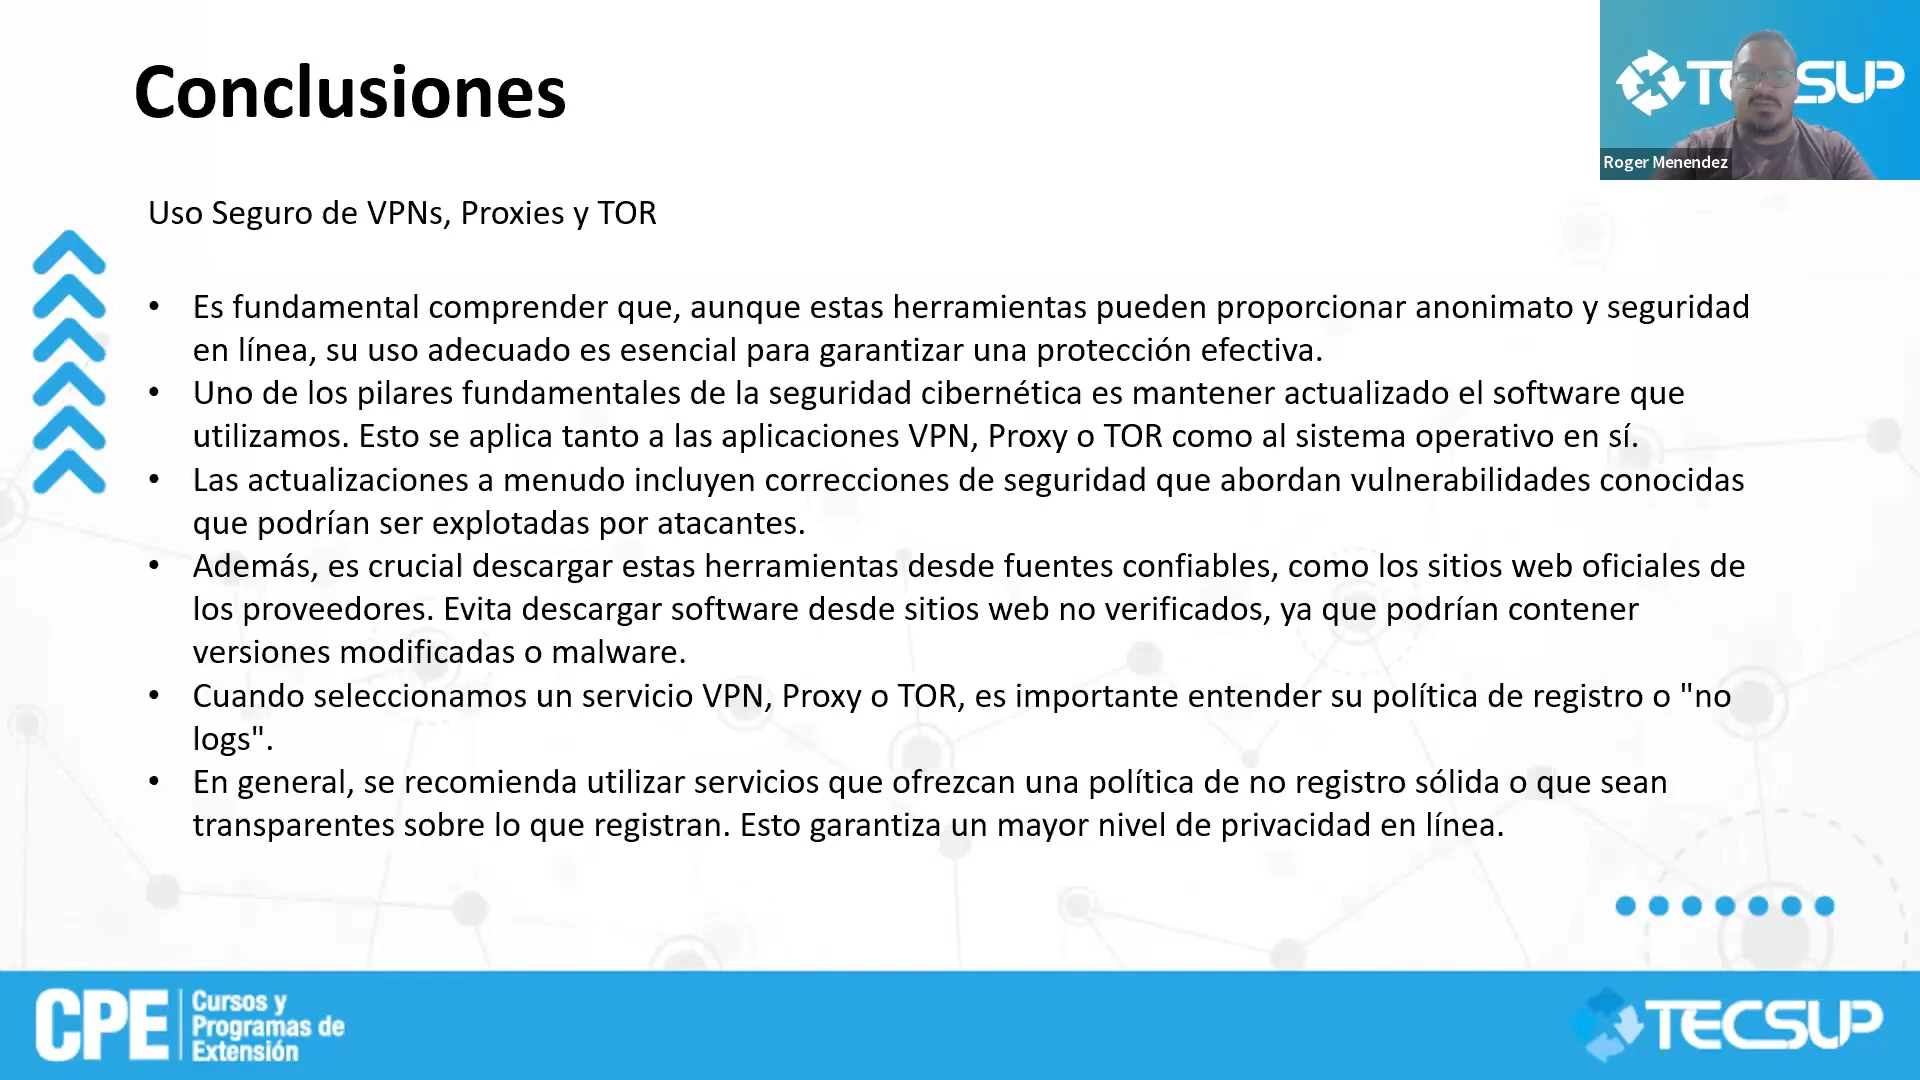 Conclusiones
TECSUP
Roger Menendez
Uso Seguro de VPNs, Proxies y TOR
• Es fundamental comprender que, aunque estas herramientas pueden proporcionar anonimato y seguridad
en línea, su uso adecuado es esencial para garantizar una protección efectiva.
• Uno de los pilares fundamentales de la seguridad cibernética es mantener actualizado el software que
utilizamos. Esto se aplica tanto a las aplicaciones VPN, Proxy o TOR como al sistema operativo en sí.
• Las actualizaciones a menudo incluyen correcciones de seguridad que abordan vulnerabilidades conocidas
que podrían ser explotadas por atacantes.
• Además, es crucial descargar estas herramientas desde fuentes confiables, como los sitios web oficiales de
los proveedores. Evita descargar software desde sitios web no verificados, ya que podrían contener
versiones modificadas o malware.
• Cuando seleccionamos un servicio VPN, Proxy o TOR, es importante entender su política de registro o "no
logs".
• En general, se recomienda utilizar servicios que ofrezcan una política de no registro sólida o que sean
transparentes sobre lo que registran. Esto garantiza un mayor nivel de privacidad en línea.
CPE
Cursos y
Programas de
Extensión
TECSUP